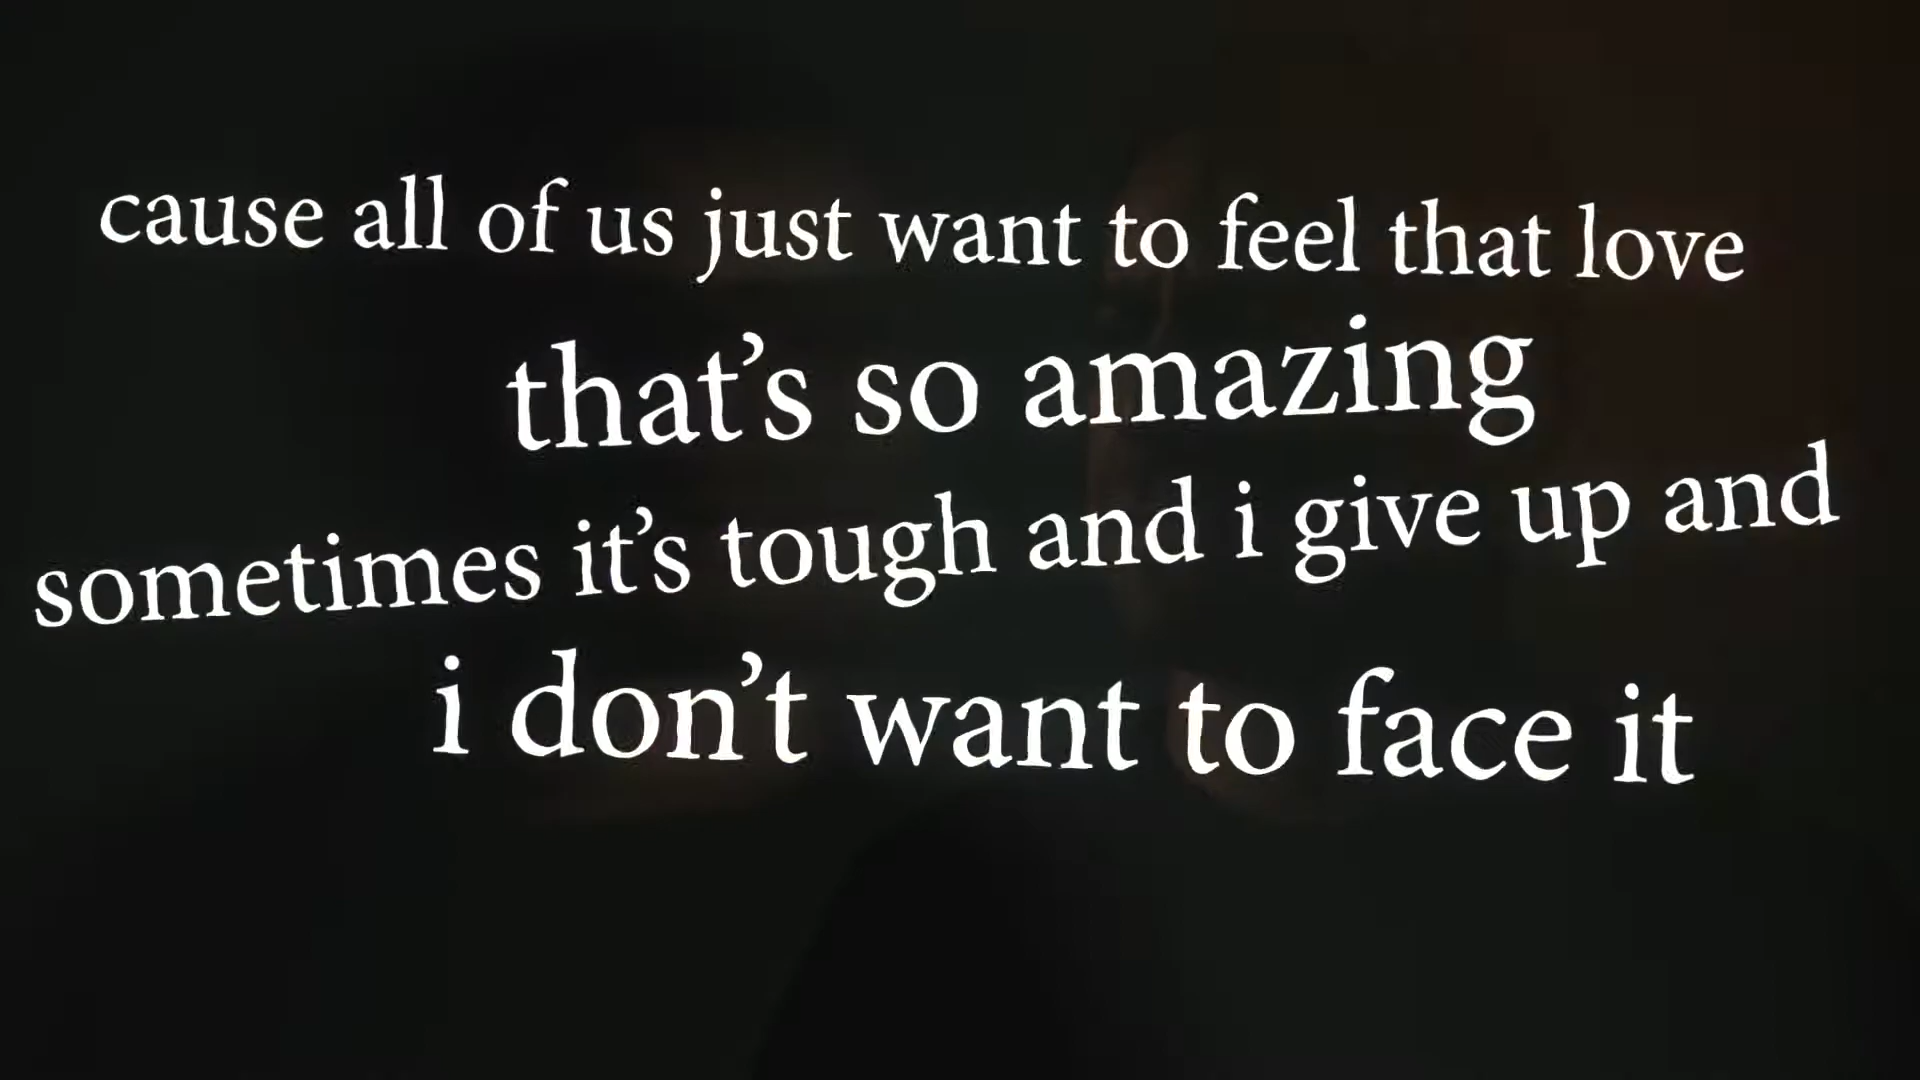 cause all of us just want to feel that love
that’s so amazing
sometimes it’s tough and i give up and
i don’t want to face it